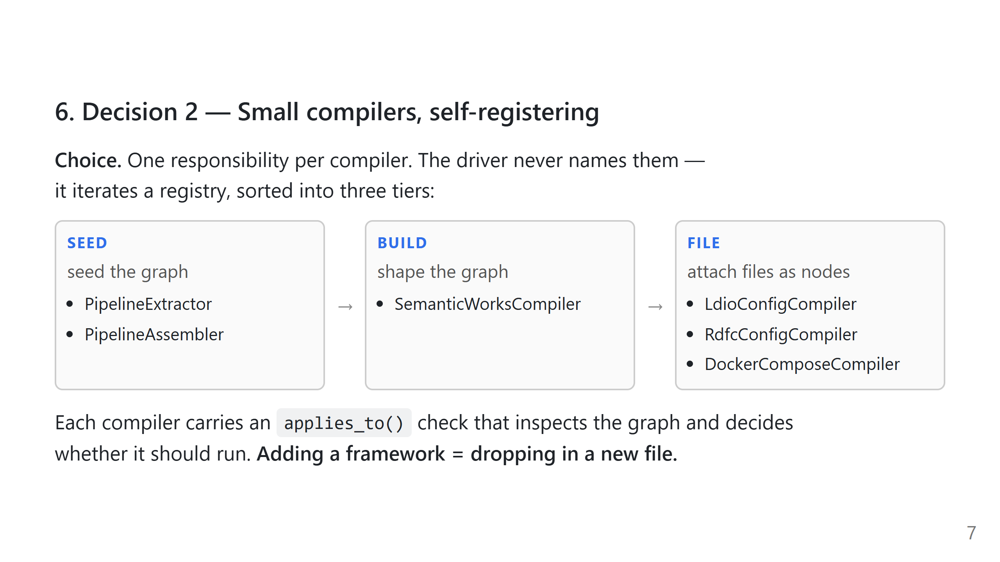 6. Decision 2 — Small compilers, self-registering
Choice. One responsibility per compiler. The driver never names them —
it iterates a registry, sorted into three tiers:
SEED
seed the graph
• PipelineExtractor
• PipelineAssembler
→
BUILD
shape the graph
• SemanticWorksCompiler
→
FILE
attach files as nodes
• LdioConfigCompiler
• RdfcConfigCompiler
• DockerComposeCompiler
Each compiler carries an applies_to() check that inspects the graph and decides
whether it should run. Adding a framework = dropping in a new file.
7